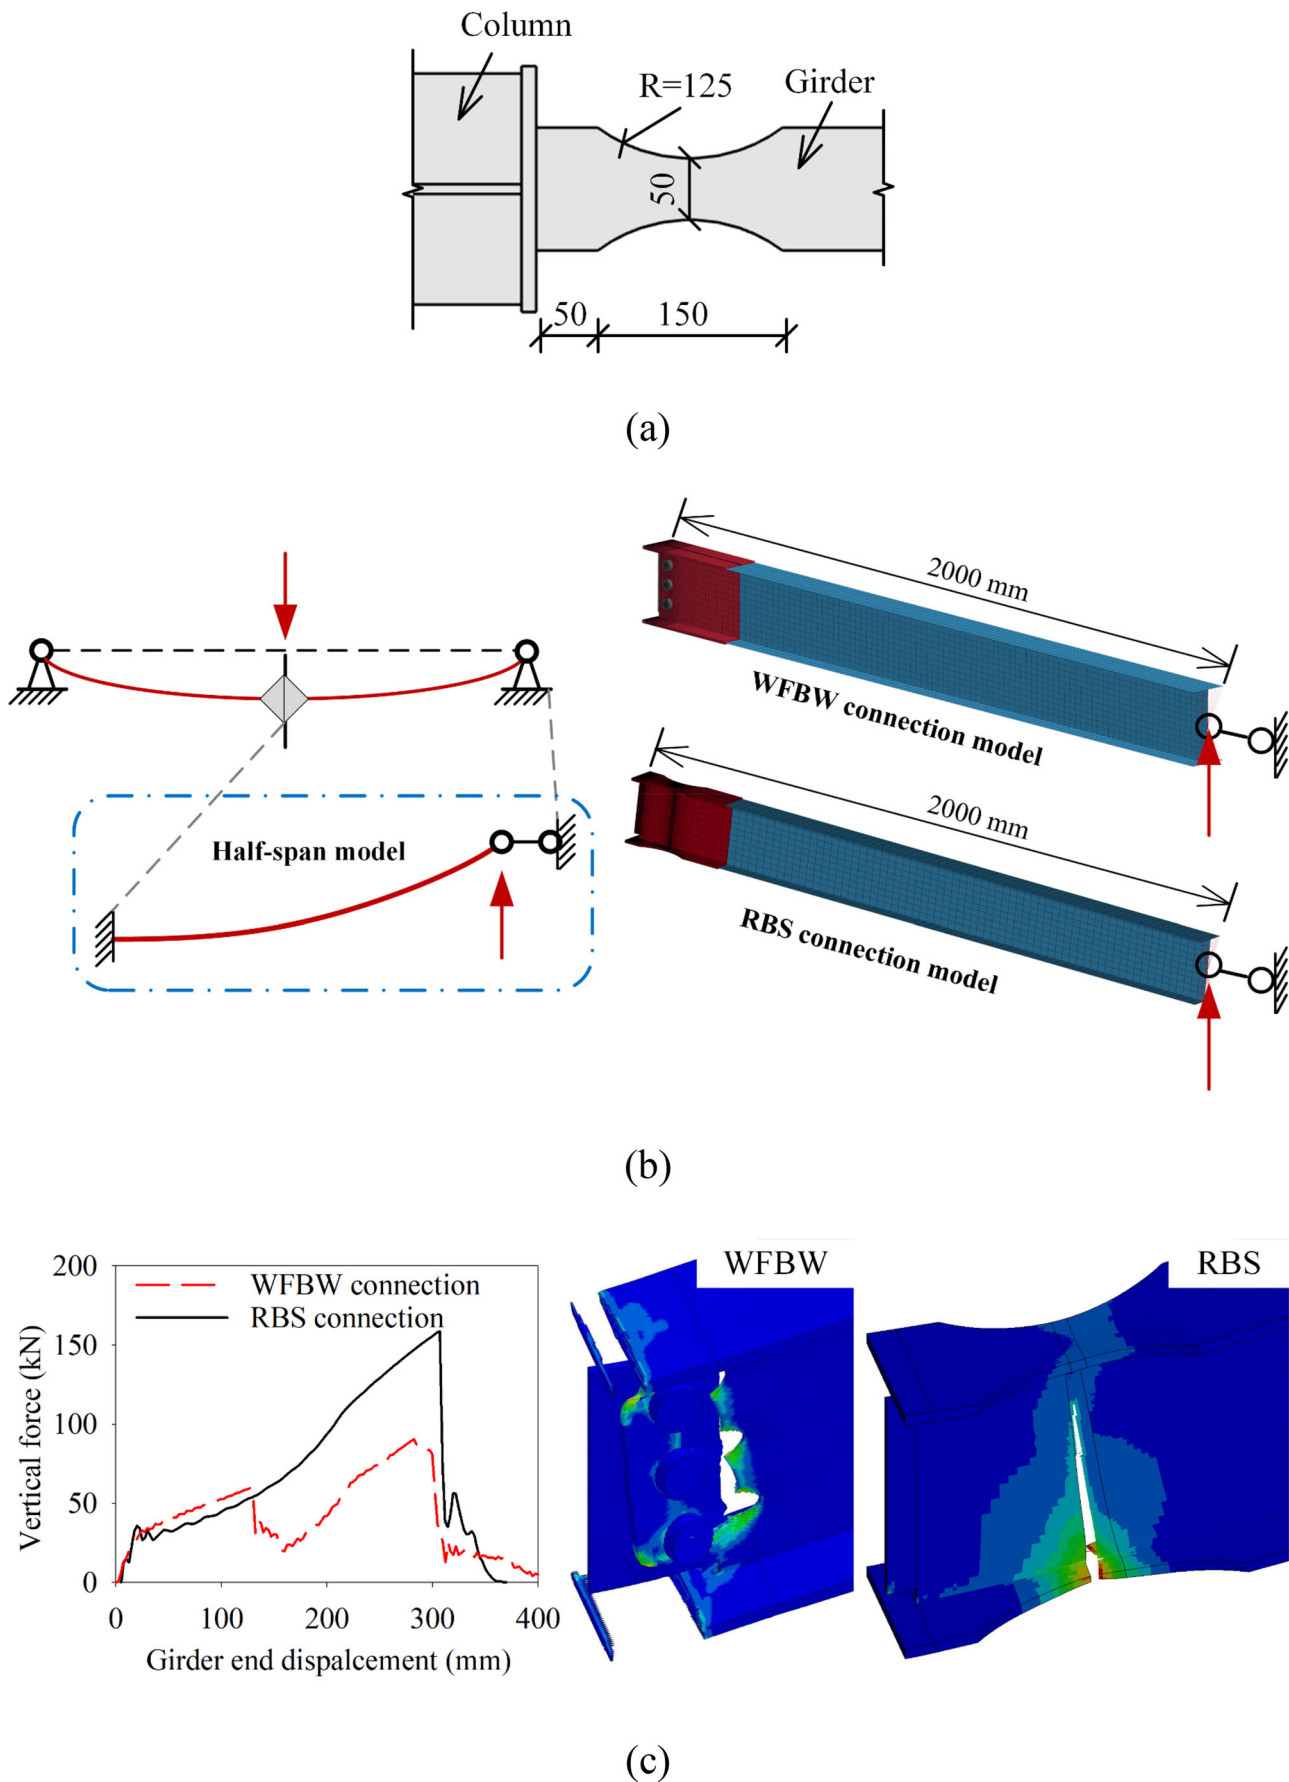 Column
R=125
Girder
50
50
150
(a)
2000 mm
WFBW connection model
Half-span model
2000 mm
RBS connection model
(b)
200
150
100
50
0
Vertical force (kN)
WFBW connection
RBS connection
0
100
200
300
400
Girder end dispalcement (mm)
WFBW
RBS
(c)